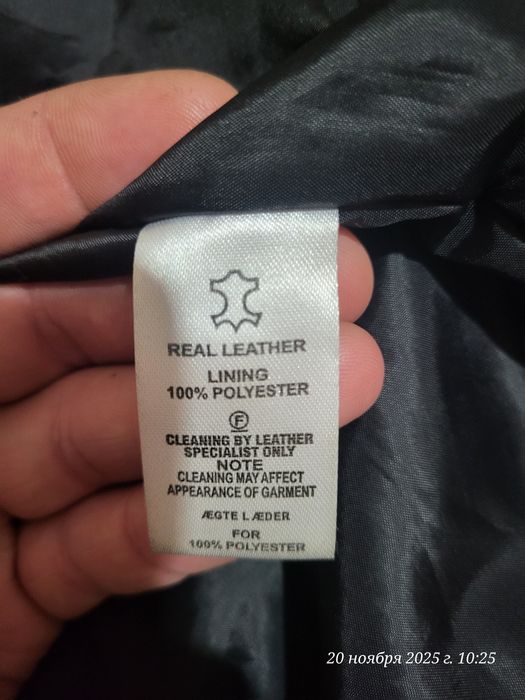 REAL LEATHER
LINING
100% POLYESTER
F
CLEANING BY LEATHER
SPECIALIST ONLY
NOTE
CLEANING MAY AFFECT
APPEARANCE OF GARMENT
ÆGTE LÆDER
FOR
100% POLYESTER
20 ноября 2025 г. 10:25